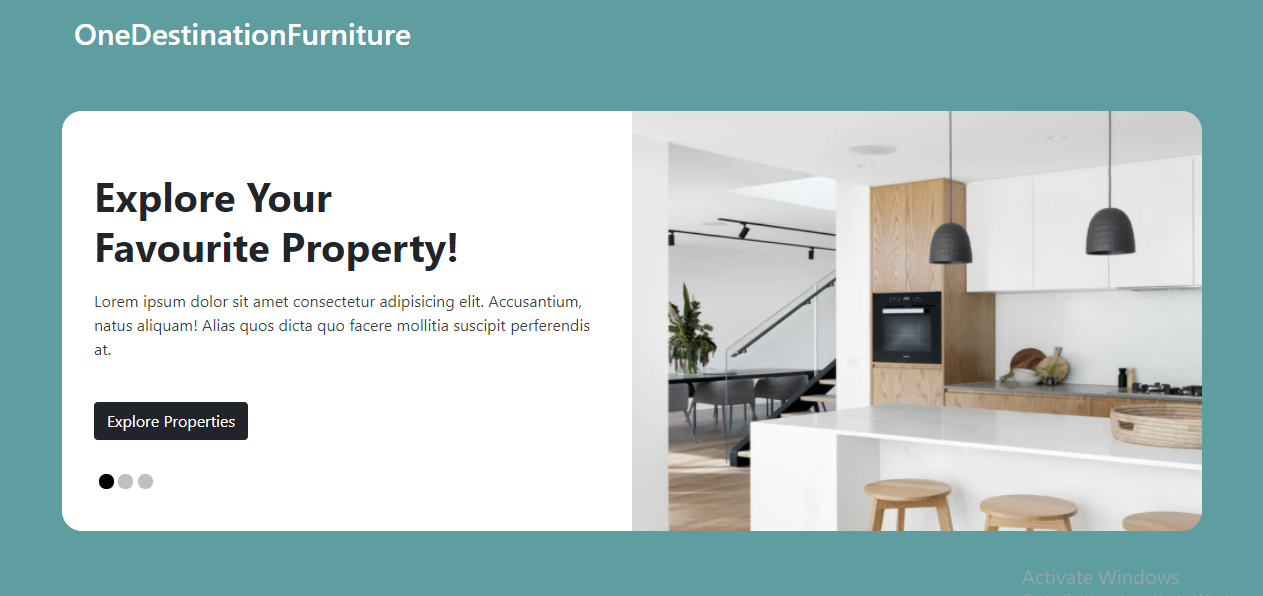 OneDestinationFurniture
Explore Your
Favourite Property!
Lorem ipsum dolor sit amet consectetur adipisicing elit. Accusantium,
natus aliquam! Alias quos dicta quo facere mollitia suscipit perferendis
at.
Explore Properties
Activate Windows